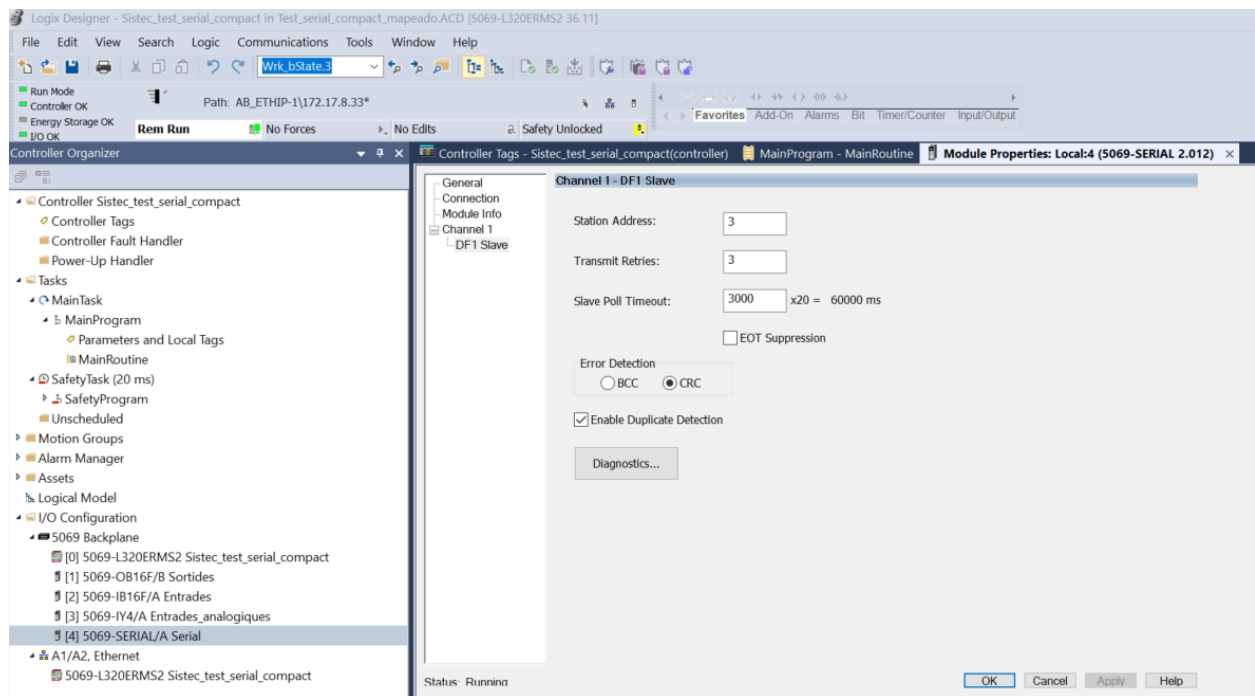 Logix Designer - Sistec_test_serial_compact in Test_serial_compact_mapeado.ACD [5069-L320ERMS2 36.11]
File Edit View Search Logic Communications Tools Window Help
Wrk_bState.3
Run Mode
Controller OK
Energy Storage OK
I/O OK
Path: AB_ETHIP-1\172.17.8.33*
Rem Run No Forces No Edits Safety Unlocked
Favorites Add-On Alarms Bit Timer/Counter Input/Output
Controller Organizer
Controller Tags - Sistec_test_serial_compact(controller) MainProgram - MainRoutine Module Properties: Local:4 (5069-SERIAL 2.012)
Controller Sistec_test_serial_compact
Controller Tags
Controller Fault Handler
Power-Up Handler
Tasks
MainTask
MainProgram
Parameters and Local Tags
MainRoutine
SafetyTask (20 ms)
SafetyProgram
Unscheduled
Motion Groups
Alarm Manager
Assets
Logical Model
I/O Configuration
5069 Backplane
[0] 5069-L320ERMS2 Sistec_test_serial_compact
[1] 5069-OB16F/B Sortides
[2] 5069-IB16F/A Entrades
[3] 5069-IY4/A Entrades_analogiques
[4] 5069-SERIAL/A Serial
A1/A2, Ethernet
5069-L320ERMS2 Sistec_test_serial_compact
General
Connection
Module Info
Channel 1
DF1 Slave
Channel 1 - DF1 Slave
Station Address: 3
Transmit Retries: 3
Slave Poll Timeout: 3000 x20 = 60000 ms
EOT Suppression
Error Detection
BCC CRC
Enable Duplicate Detection
Diagnostics...
Status: Running
OK Cancel Apply Help